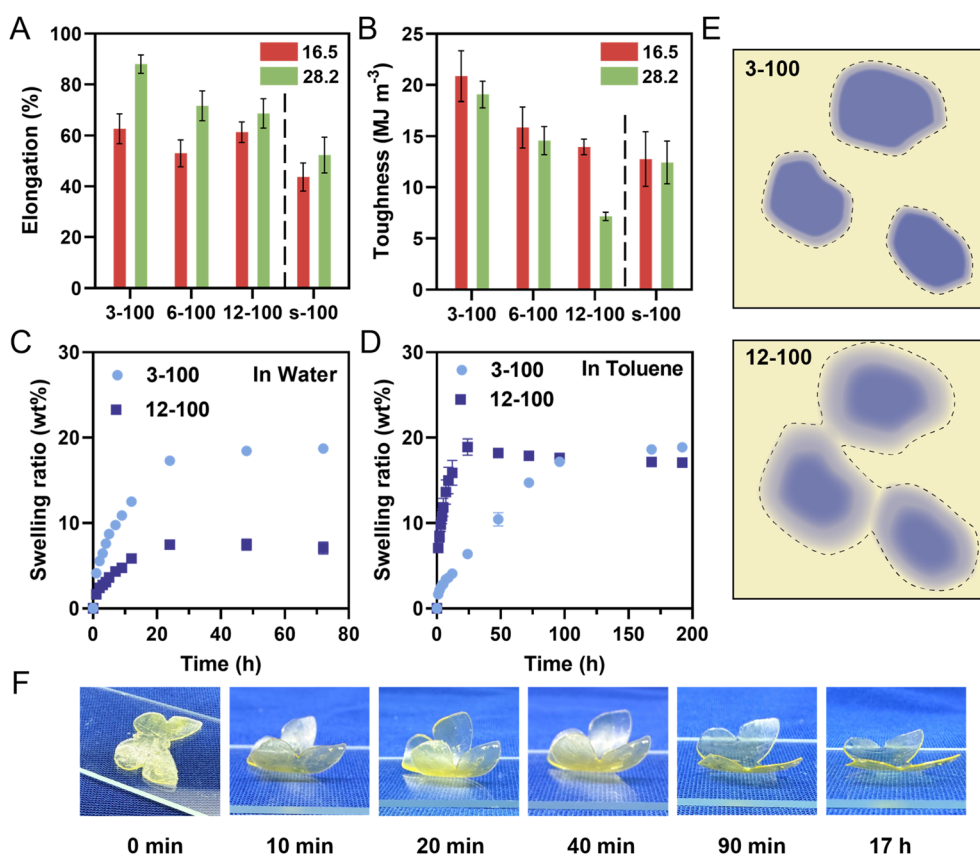 A
Elongation (%)
100
80
60
40
20
0
16.5
28.2
3-100
6-100
12-100
s-100
B
Toughness (MJ m⁻³)
25
20
15
10
5
0
16.5
28.2
3-100
6-100
12-100
s-100
E
3-100
12-100
C
Swelling ratio (wt%)
30
20
10
0
3-100
12-100
In Water
0
20
40
60
80
Time (h)
D
Swelling ratio (wt%)
30
20
10
0
3-100
12-100
In Toluene
0
50
100
150
200
Time (h)
F
0 min
10 min
20 min
40 min
90 min
17 h